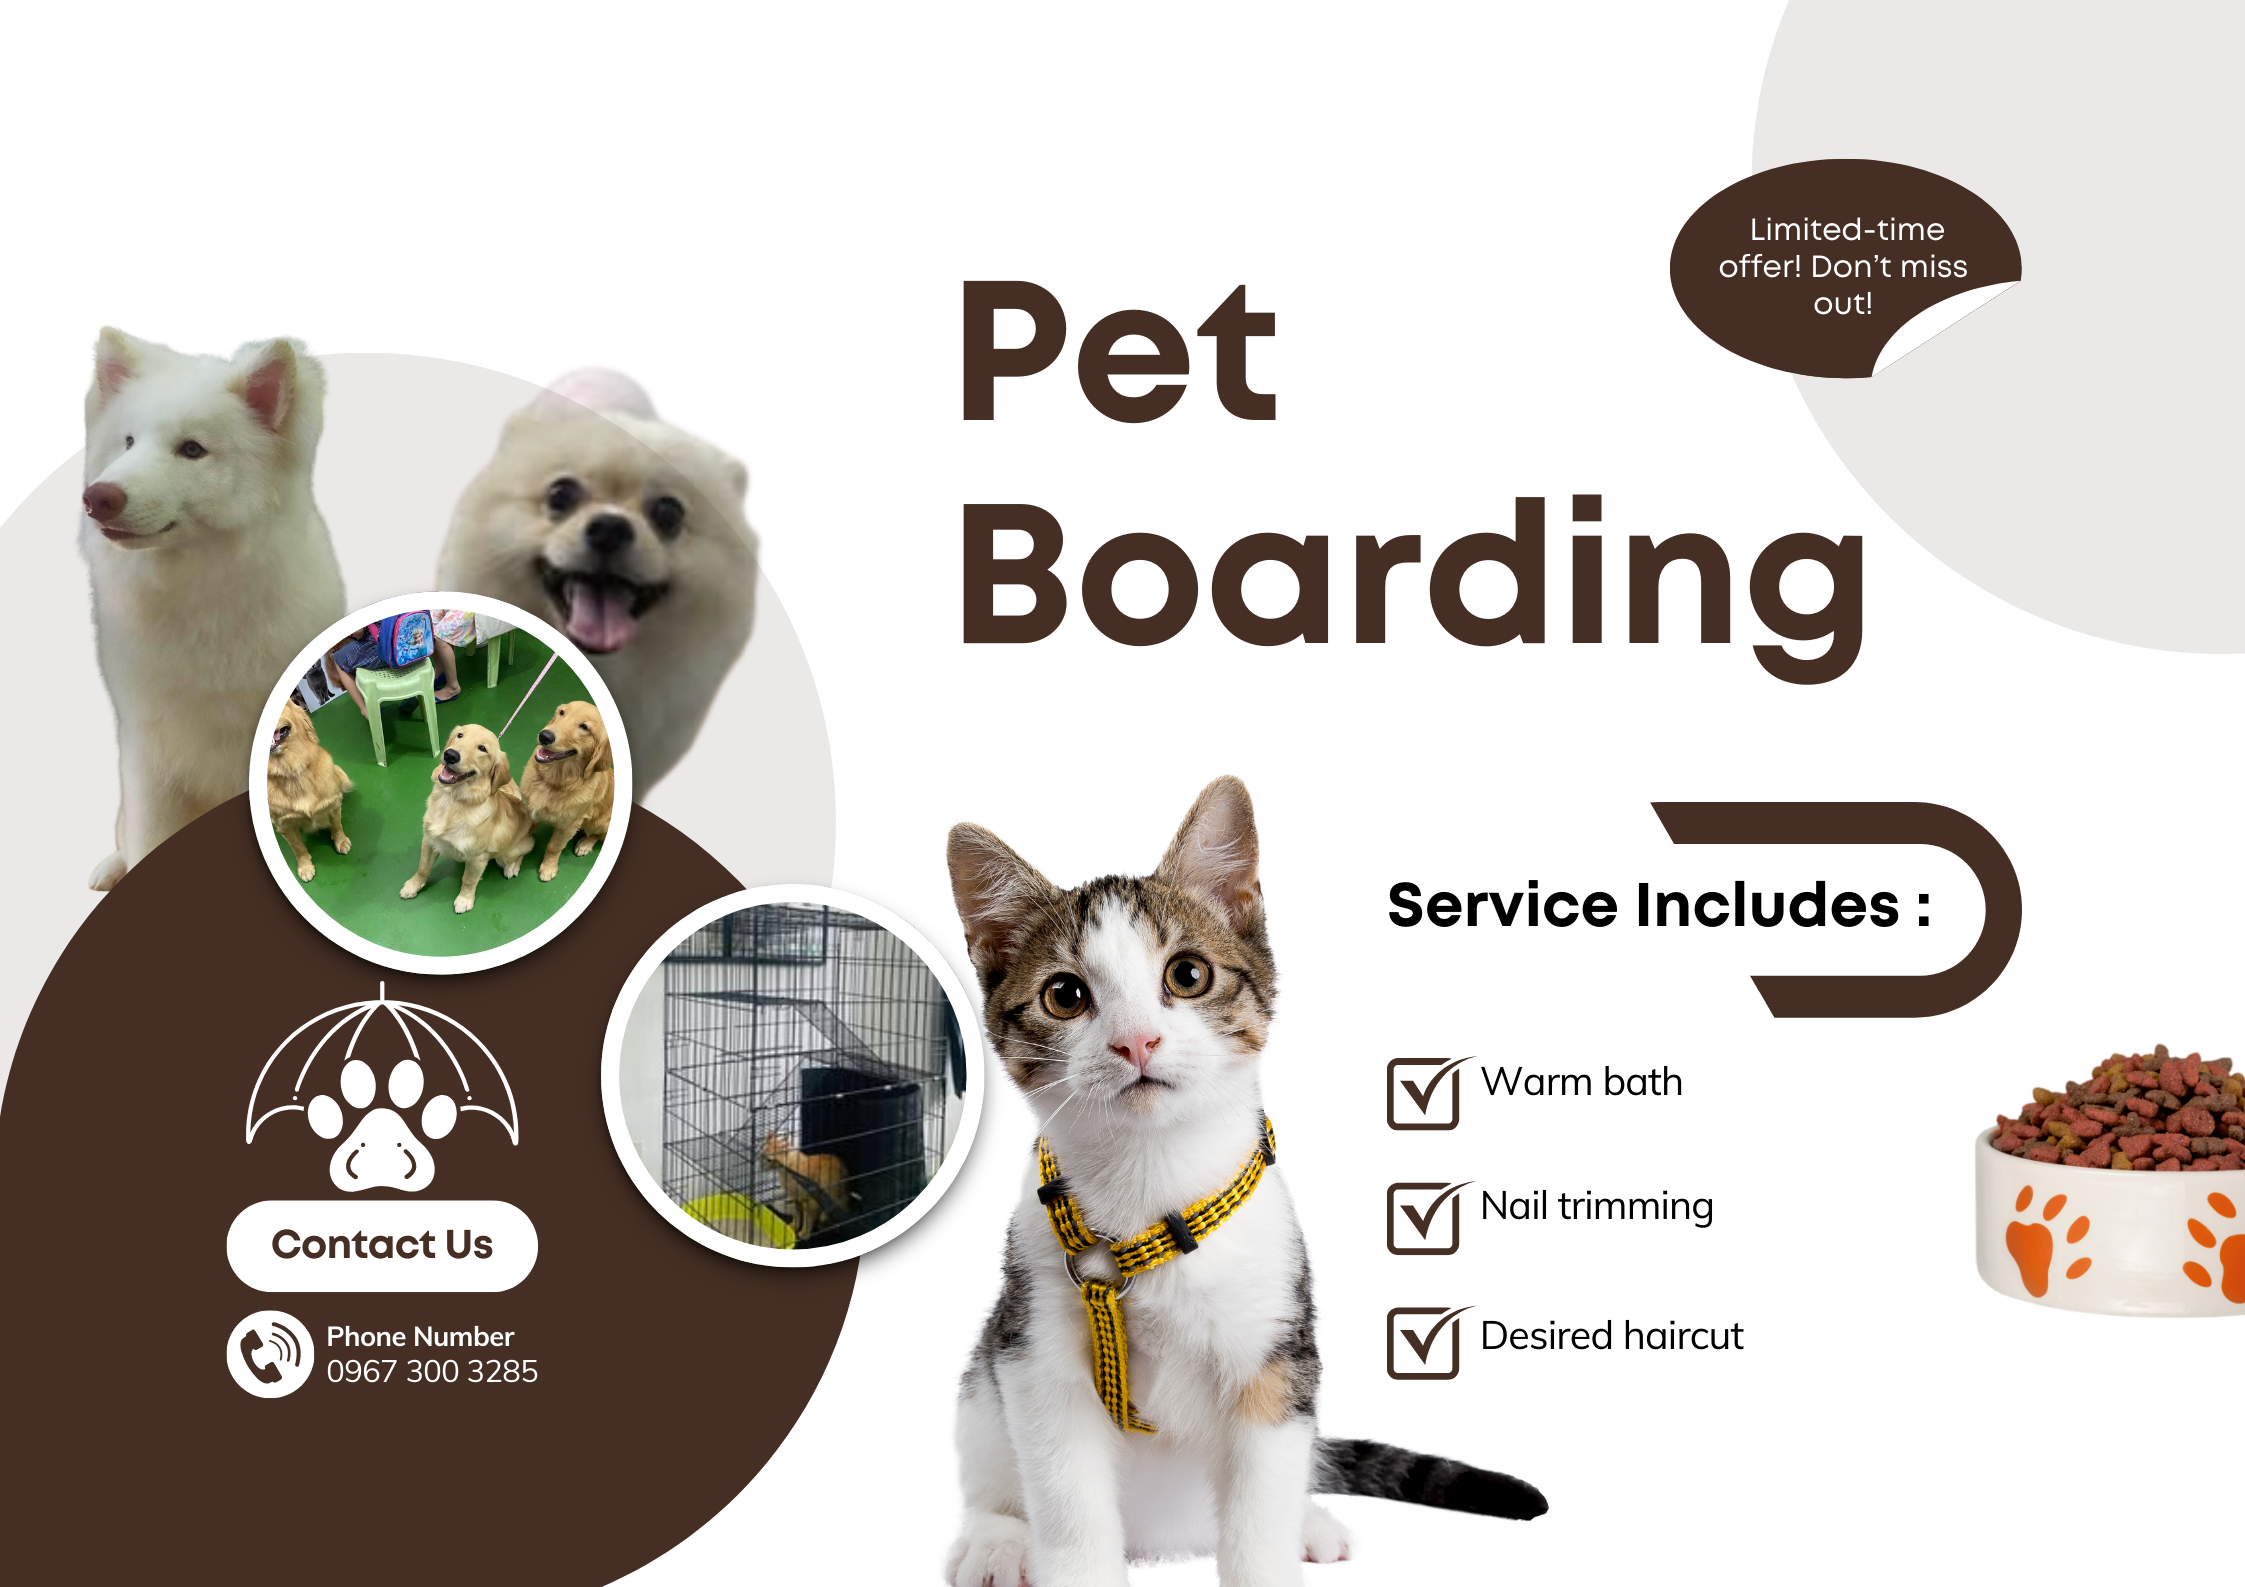 Limited-time
offer! Don't miss
out!
Pet
Boarding
Service Includes :
Warm bath
Nail trimming
Desired haircut
Contact Us
Phone Number
0967 300 3285